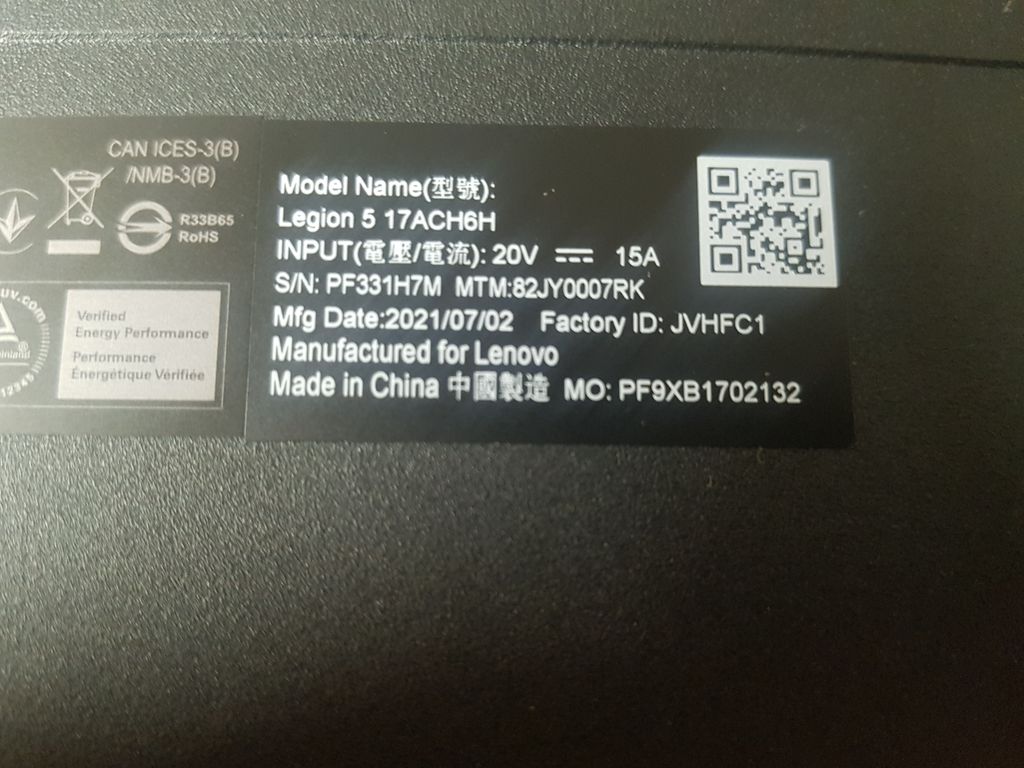 CAN ICES-3(B)
/NMB-3(B)
R33B65
RoHS
Verified
Energy Performance
Performance
Énergétique Vérifiée
Model Name(型號):
Legion 5 17ACH6H
INPUT(電壓/電流): 20V ⎓ 15A
S/N: PF331H7M MTM:82JY0007RK
Mfg Date:2021/07/02 Factory ID: JVHFC1
Manufactured for Lenovo
Made in China 中國製造 MO: PF9XB1702132